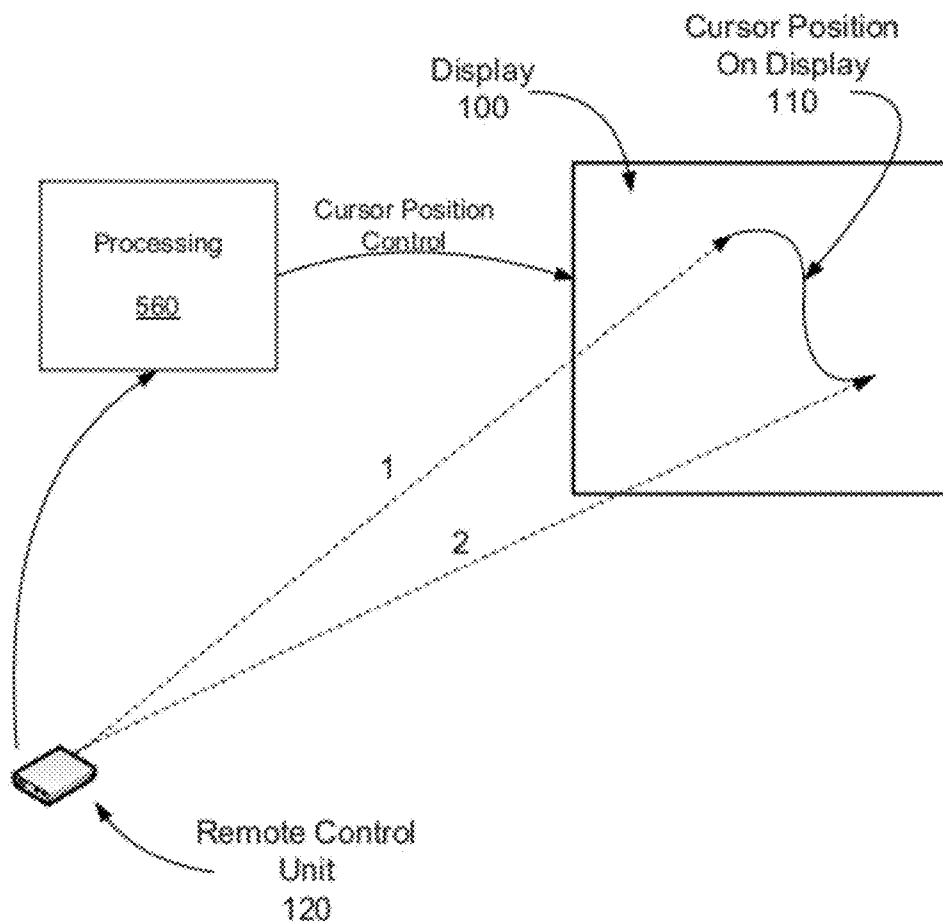 Cursor Position
On Display
110
Display
100
Processing
560
Cursor Position
Control
1
2
Remote Control
Unit
120